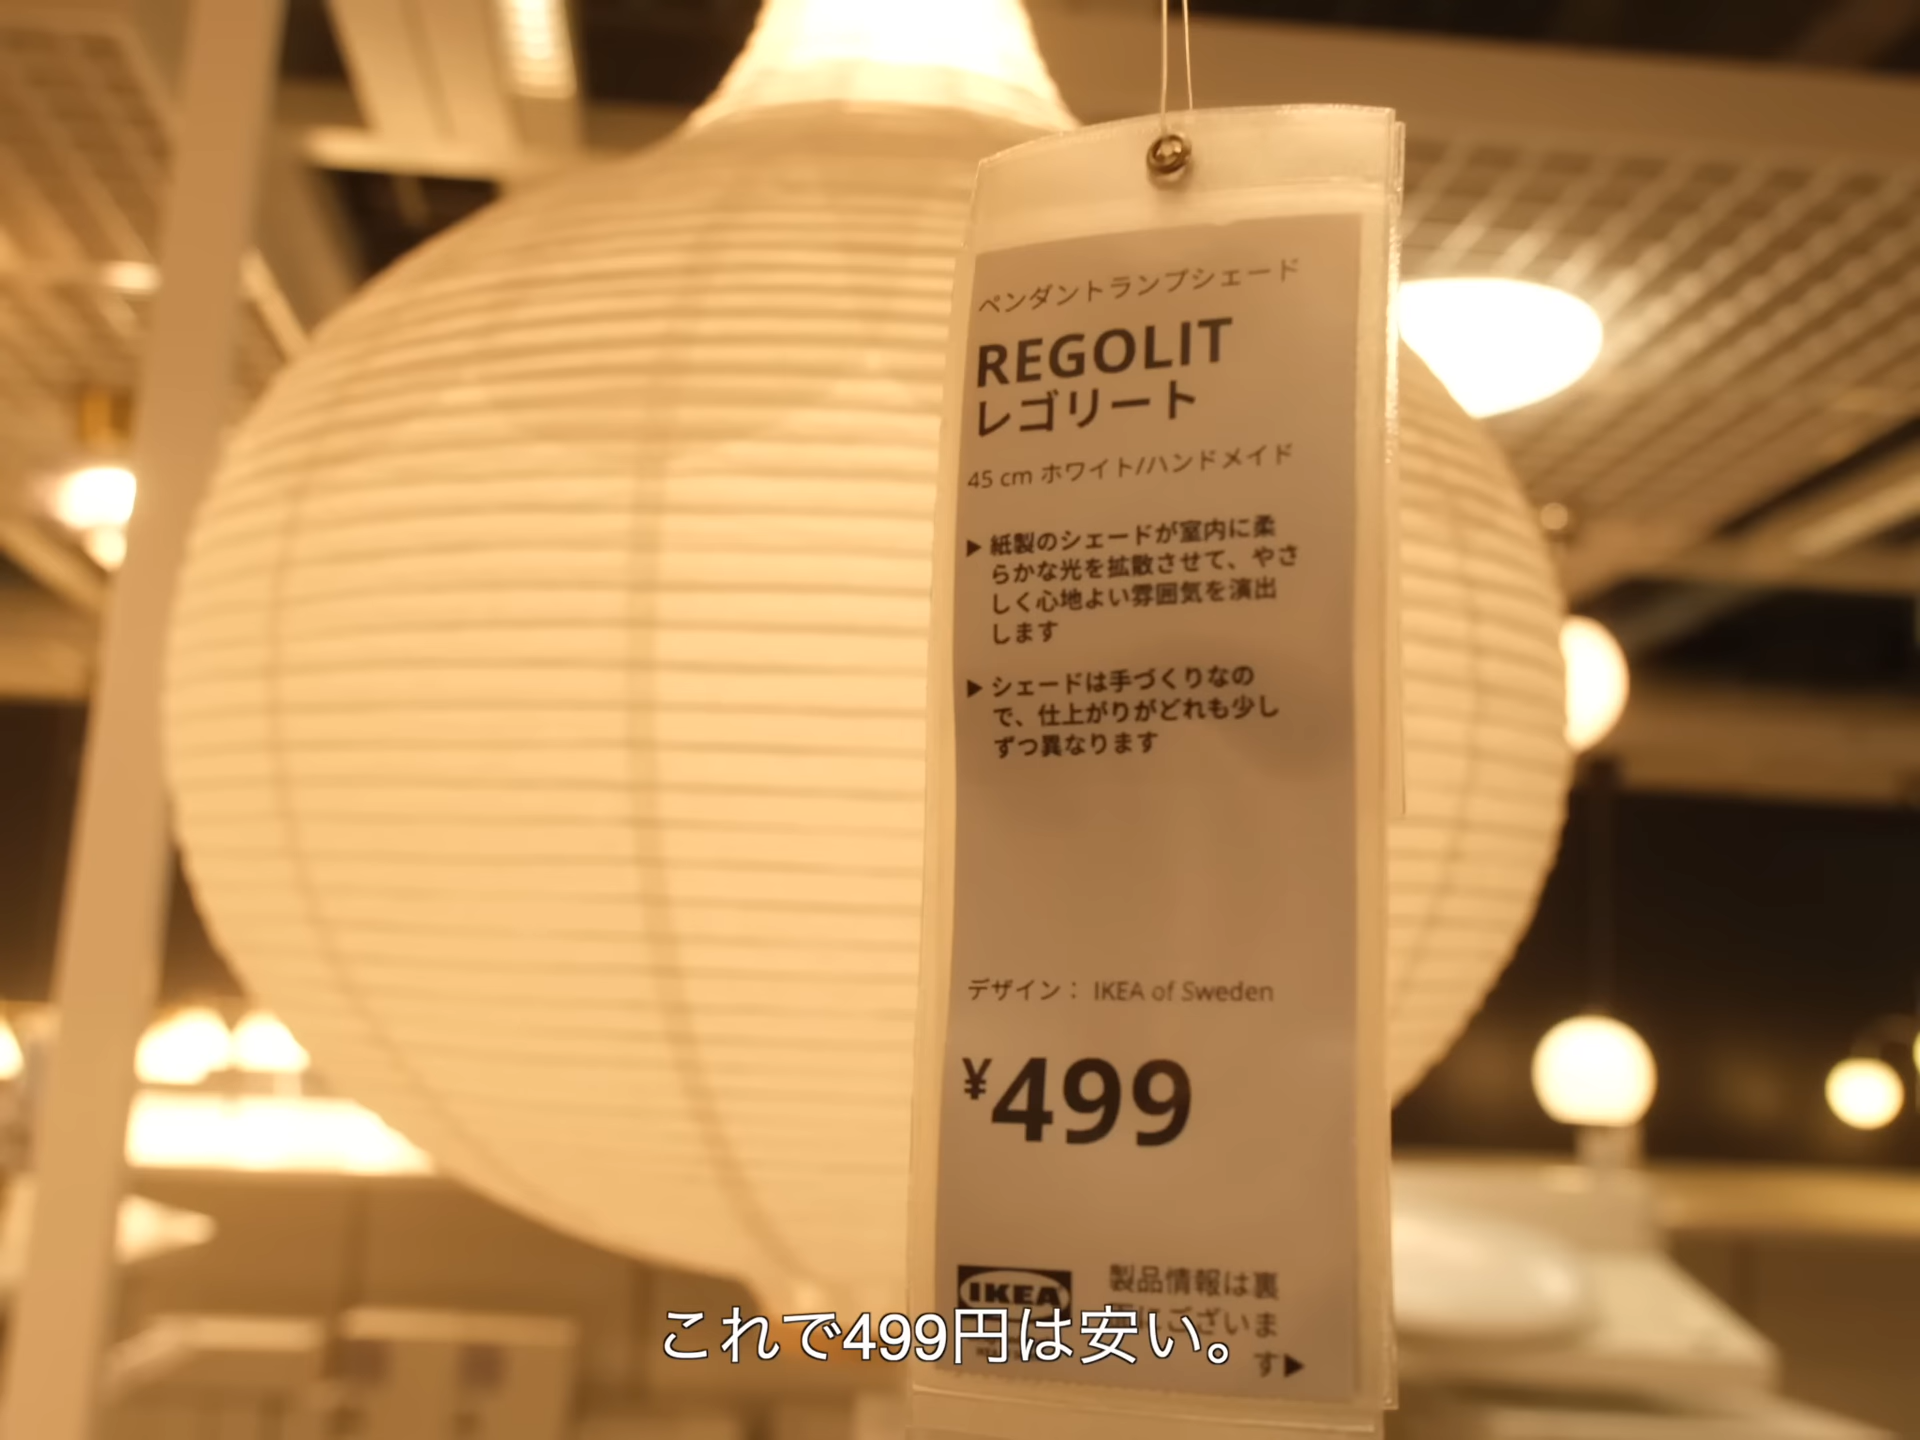 ペンダントランプシェード
REGOLIT
レゴリート
45 cm ホワイト/ハンドメイド
▶ 紙製のシェードが室内に柔
らかな光を拡散させて、やさ
しく心地よい雰囲気を演出
します
▶ シェードは手づくりなの
で、仕上がりがどれも少し
ずつ異なります
デザイン： IKEA of Sweden
¥499
IKEA
製品情報は裏
にございま
す▶
これで499円は安い。